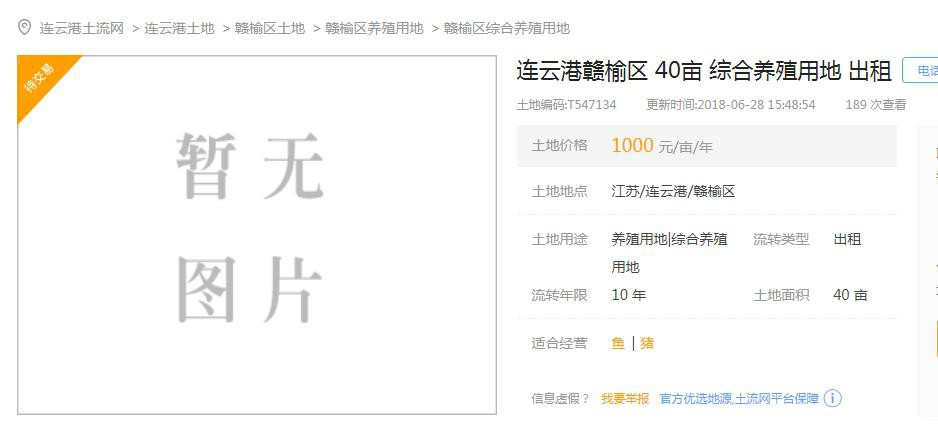 连云港土流网 > 连云港土地 > 赣榆区土地 > 赣榆区养殖用地 > 赣榆区综合养殖用地
待交易
暂无
图片
连云港赣榆区 40亩 综合养殖用地 出租
电话
土地编码:T547134 更新时间:2018-06-28 15:48:54 189 次查看
土地价格 1000 元/亩/年
土地地点 江苏/连云港/赣榆区
土地用途 养殖用地|综合养殖用地 流转类型 出租
流转年限 10 年 土地面积 40 亩
适合经营 鱼 | 猪
信息虚假？ 我要举报 官方优选地源,土流网平台保障